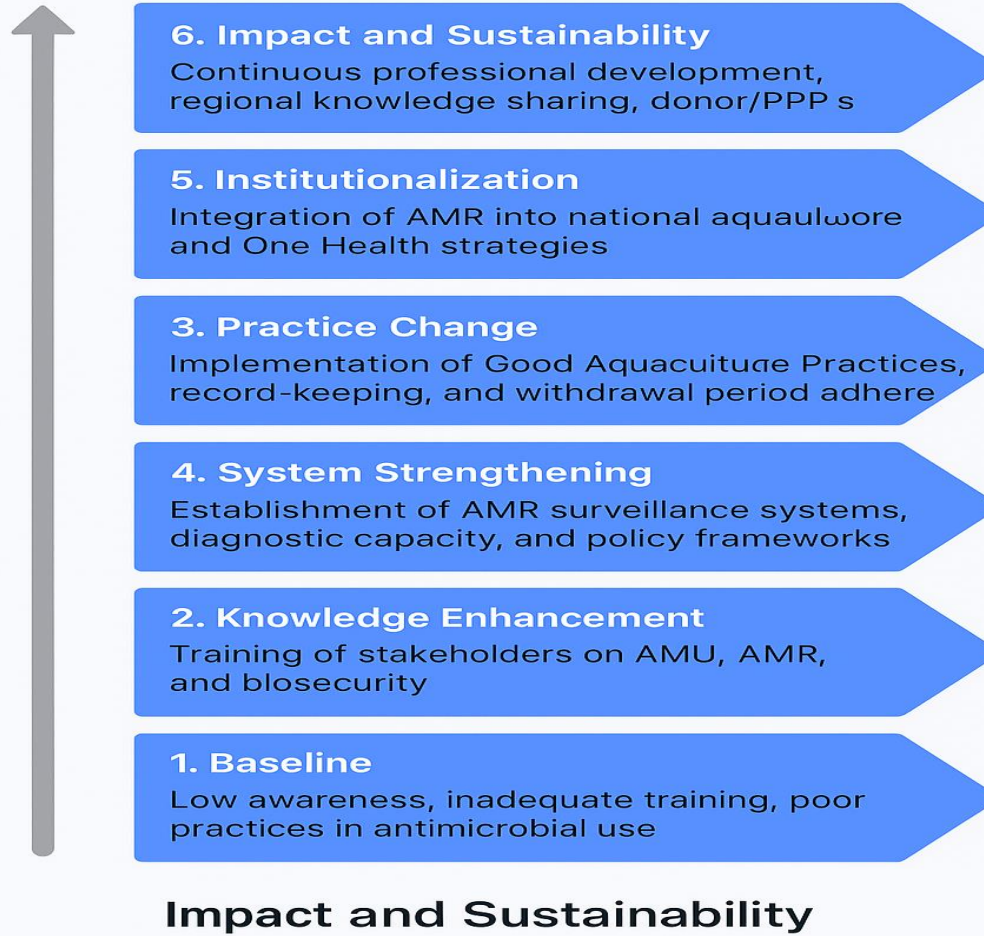 6. Impact and Sustainability
Continuous professional development,
regional knowledge sharing, donor/PPP s
5. Institutionalization
Integration of AMR into national aquaulωore
and One Health strategies
3. Practice Change
Implementation of Good Aquacuituɑe Practices,
record-keeping, and withdrawal period adhere
4. System Strengthening
Establishment of AMR surveillance systems,
diagnostic capacity, and policy frameworks
2. Knowledge Enhancement
Training of stakeholders on AMU, AMR,
and blosecurity
1. Baseline
Low awareness, inadequate training, poor
practices in antimicrobial use
Impact and Sustainability